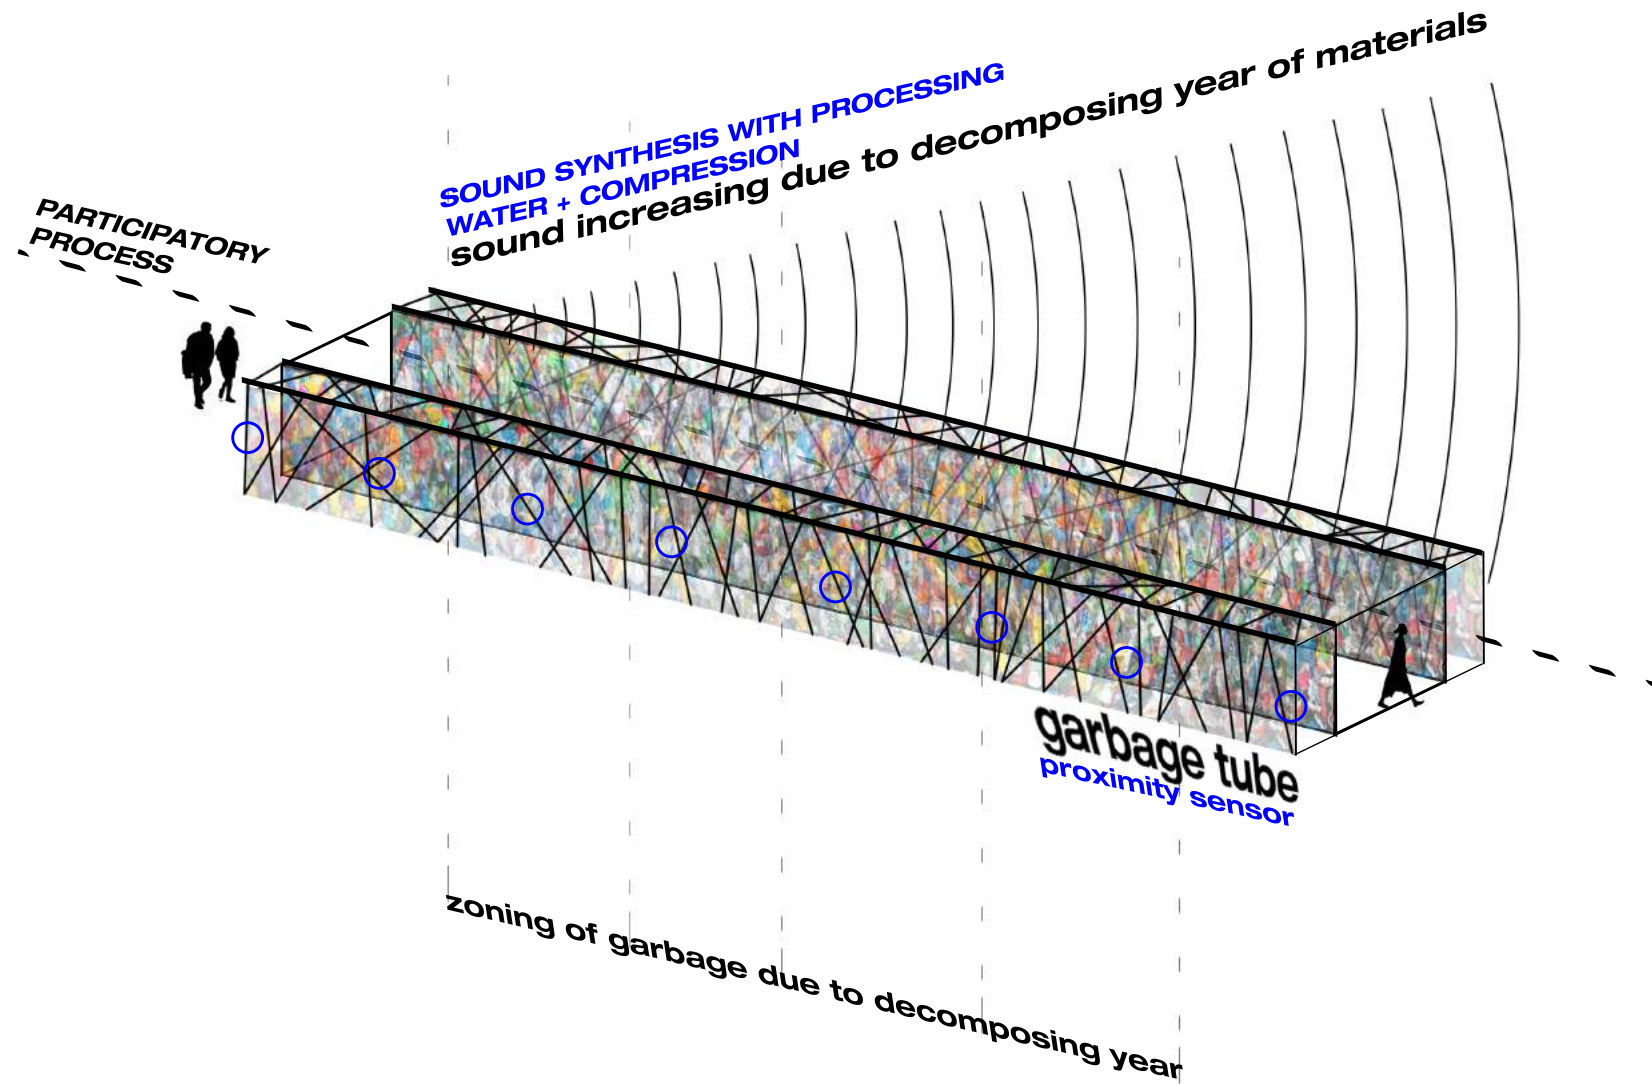 SOUND SYNTHESIS WITH PROCESSING
WATER + COMPRESSION
sound increasing due to decomposing year of materials
PARTICIPATORY
PROCESS
garbage tube
proximity sensor
zoning of garbage due to decomposing year